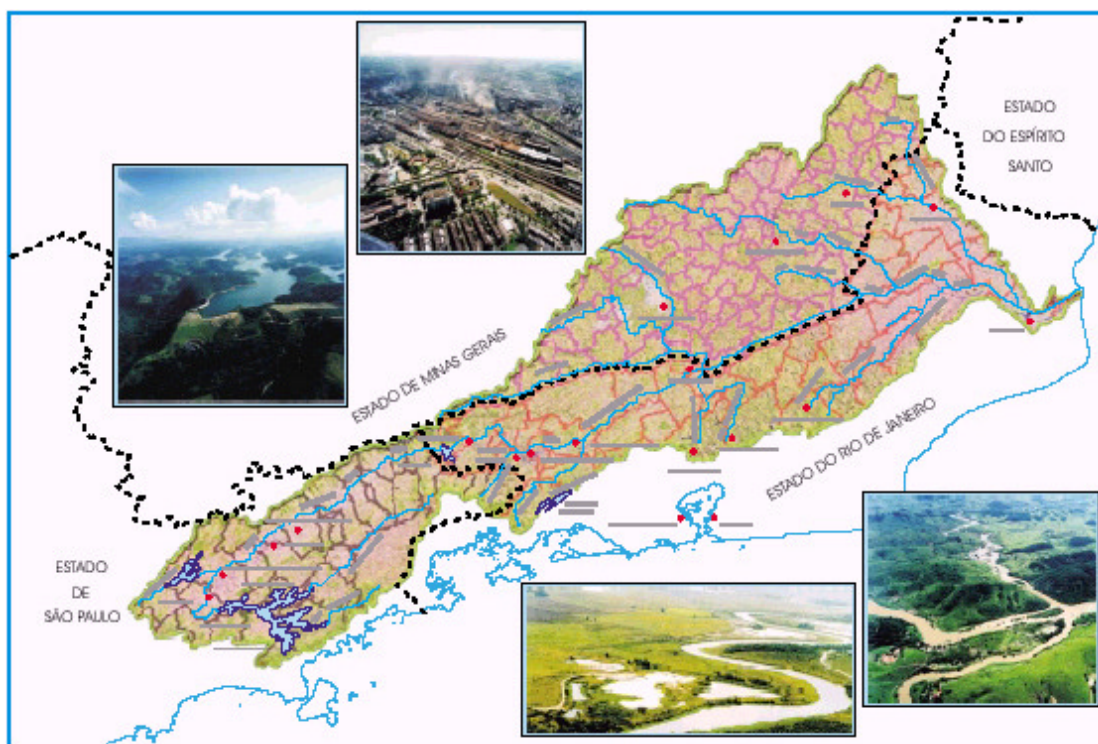 ESTADO
DO ESPÍRITO
SANTO
ESTADO DE MINAS GERAIS
ESTADO DO RIO DE JANEIRO
ESTADO
DE
SÃO PAULO